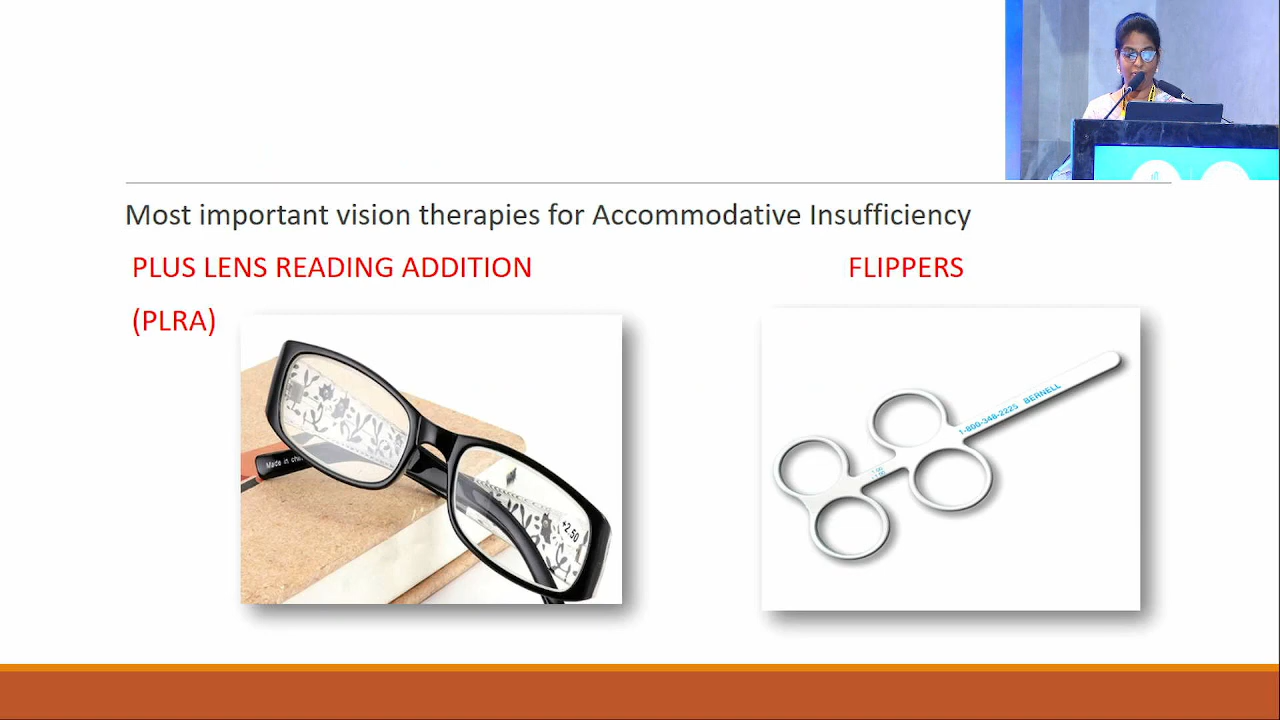 Most important vision therapies for Accommodative Insufficiency
PLUS LENS READING ADDITION
(PLRA)
FLIPPERS
+2.50
1-800-348-2225 BERNELL